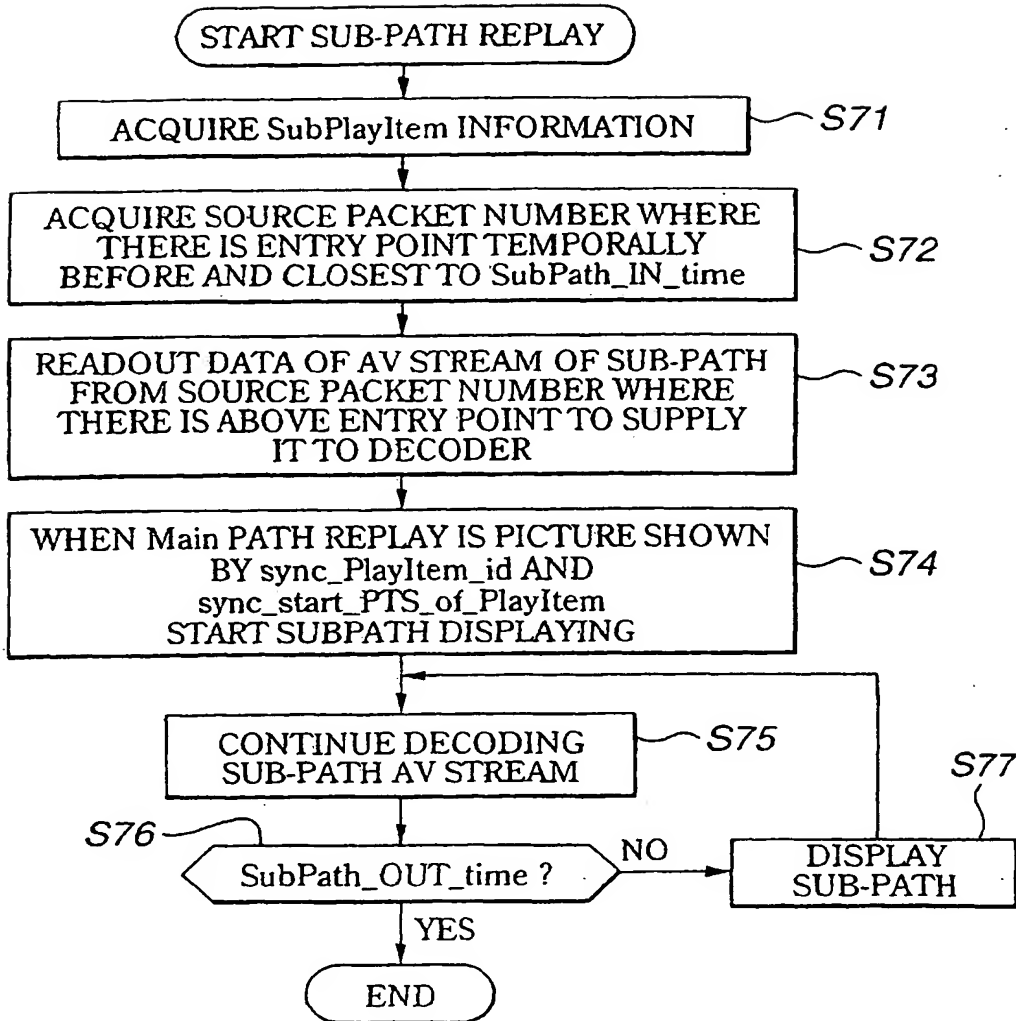 START SUB-PATH REPLAY
ACQUIRE SubPlayItem INFORMATION
S71
ACQUIRE SOURCE PACKET NUMBER WHERE
THERE IS ENTRY POINT TEMPORALLY
BEFORE AND CLOSEST TO SubPath_IN_time
S72
READOUT DATA OF AV STREAM OF SUB-PATH
FROM SOURCE PACKET NUMBER WHERE
THERE IS ABOVE ENTRY POINT TO SUPPLY
IT TO DECODER
S73
WHEN Main PATH REPLAY IS PICTURE SHOWN
BY sync_PlayItem_id AND
sync_start_PTS_of_PlayItem
START SUBPATH DISPLAYING
S74
CONTINUE DECODING
SUB-PATH AV STREAM
S75
S76
SubPath_OUT_time ?
NO
DISPLAY
SUB-PATH
S77
YES
END